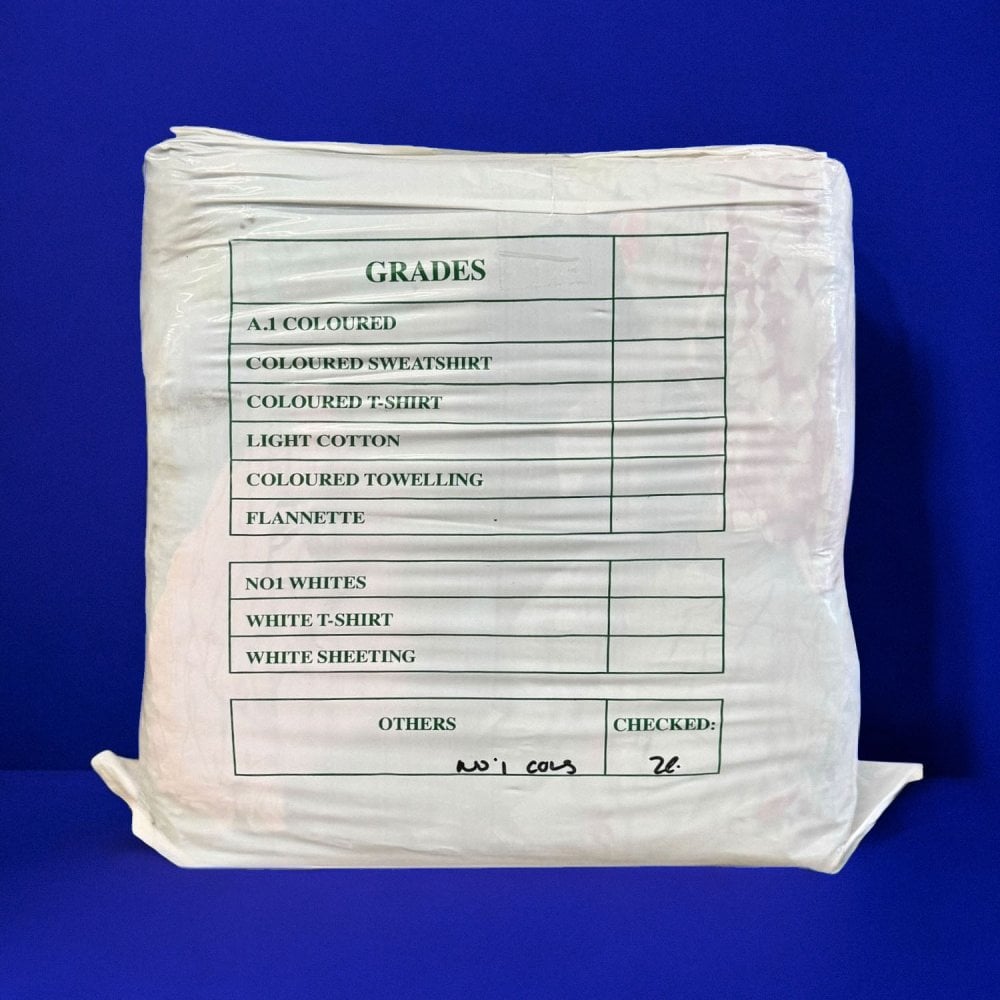 GRADES
A.1 COLOURED
COLOURED SWEATSHIRT
COLOURED T-SHIRT
LIGHT COTTON
COLOURED TOWELLING
FLANNETTE
NO1 WHITES
WHITE T-SHIRT
WHITE SHEETING
OTHERS CHECKED:
NO.1 COLS